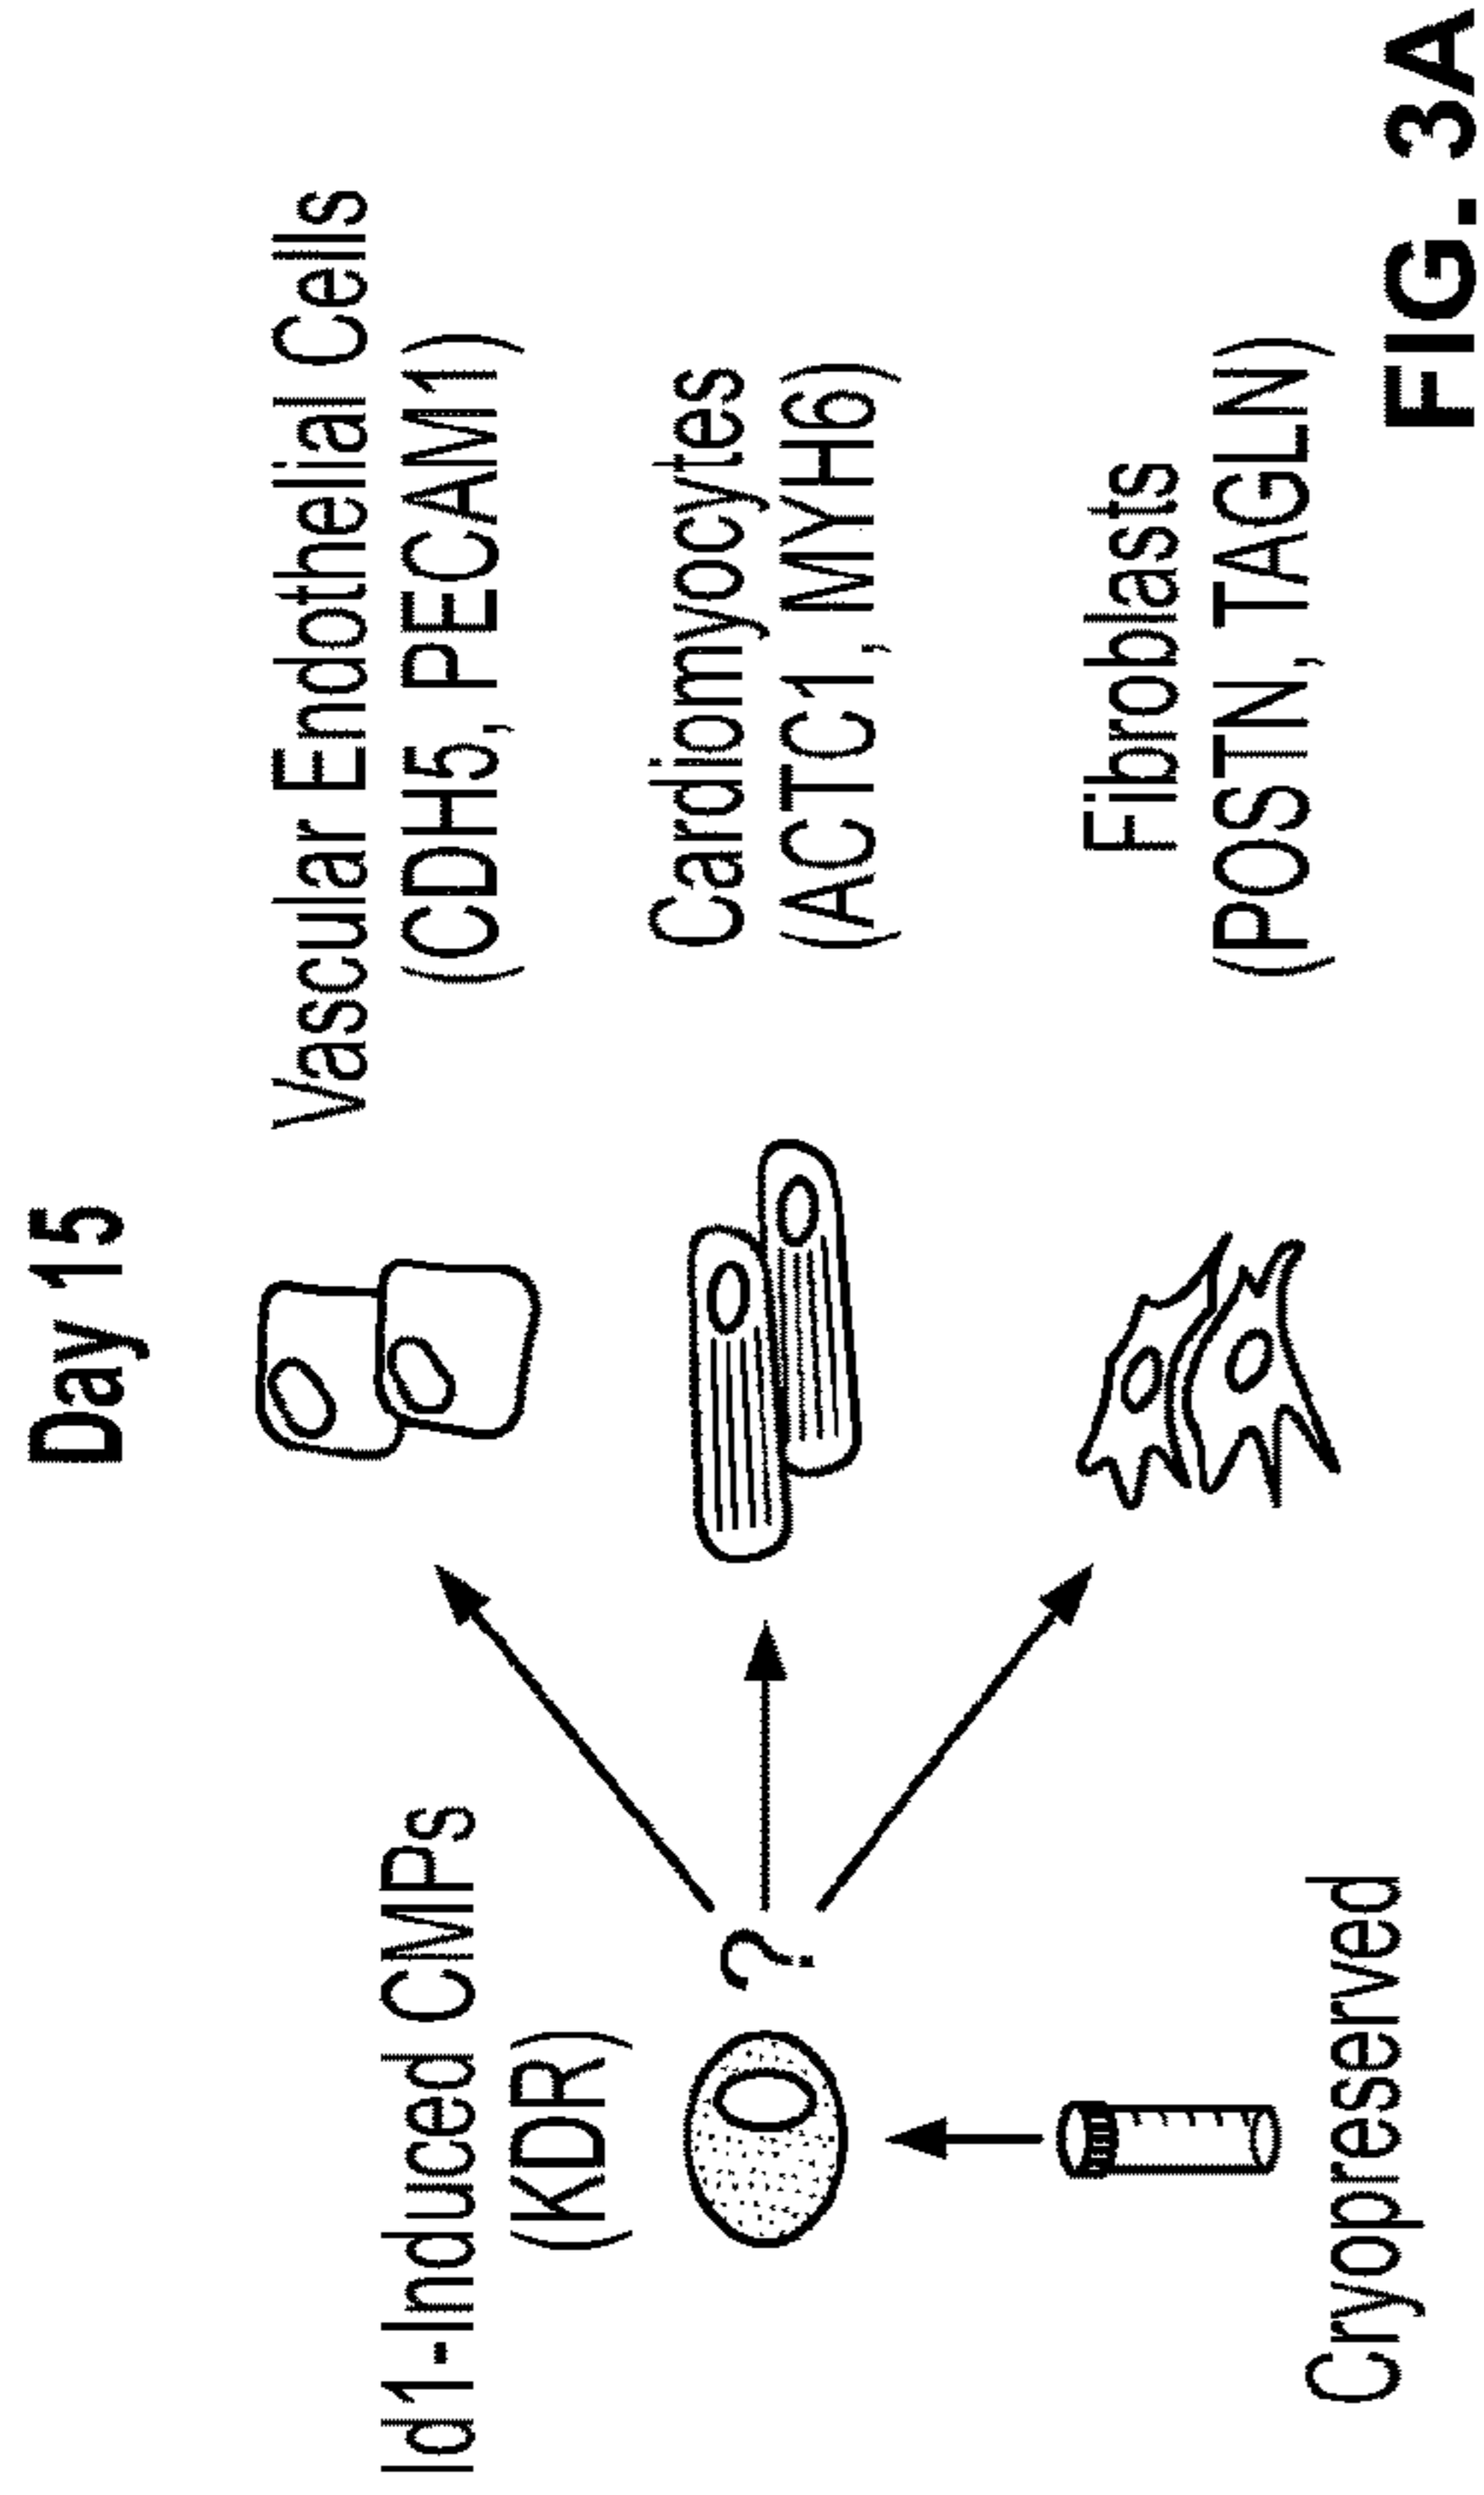 Day 15
Id1-Induced CMPs
(KDR)
?
Cryopreserved
Vascular Endothelial Cells
(CDH5, PECAM1)
Cardiomyocytes
(ACTC1, MYH6)
Fibroblasts
(POSTN, TAGLN)
FIG. 3A